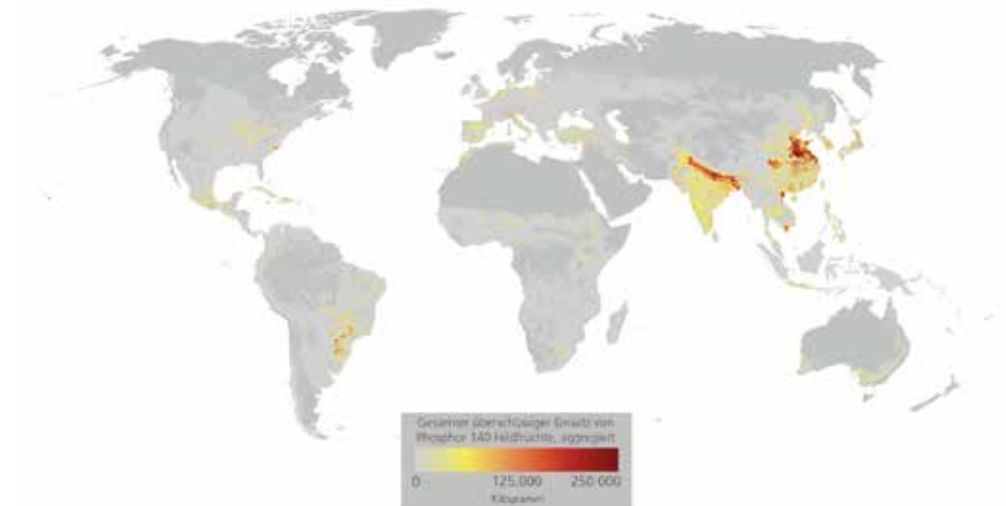 Gesamter überschüssiger Einsatz von
Phosphor 140 Feldfrüchte, aggregiert
0 125.000 250 000
Kilogramm